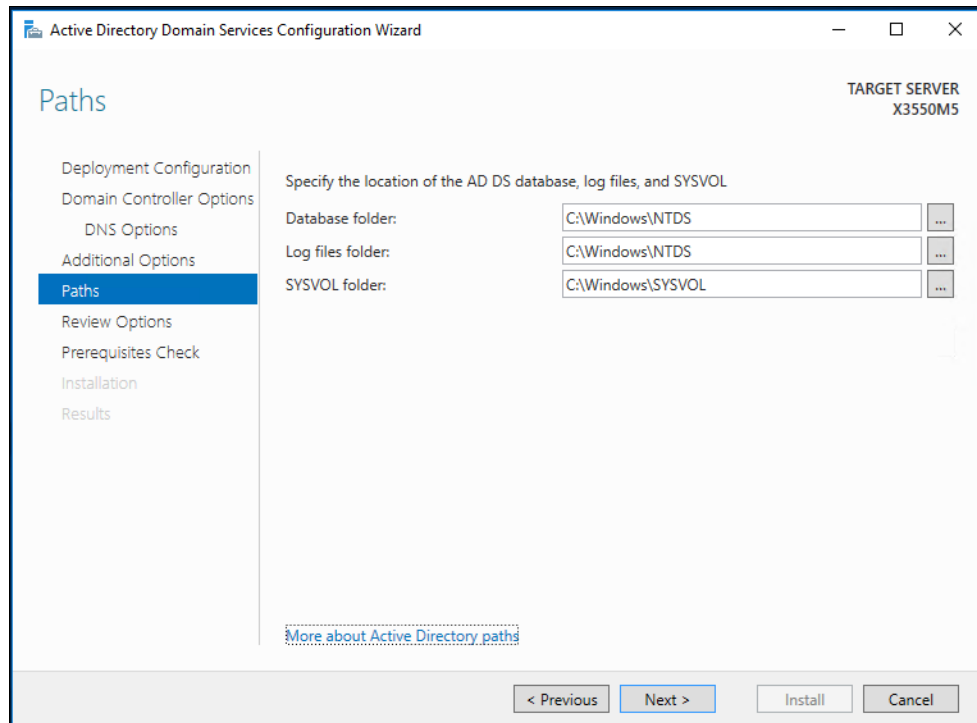 Active Directory Domain Services Configuration Wizard
Paths
TARGET SERVER
X3550M5
Deployment Configuration
Domain Controller Options
DNS Options
Additional Options
Paths
Review Options
Prerequisites Check
Installation
Results
Specify the location of the AD DS database, log files, and SYSVOL
Database folder: C:\Windows\NTDS ...
Log files folder: C:\Windows\NTDS ...
SYSVOL folder: C:\Windows\SYSVOL ...
More about Active Directory paths
< Previous Next > Install Cancel